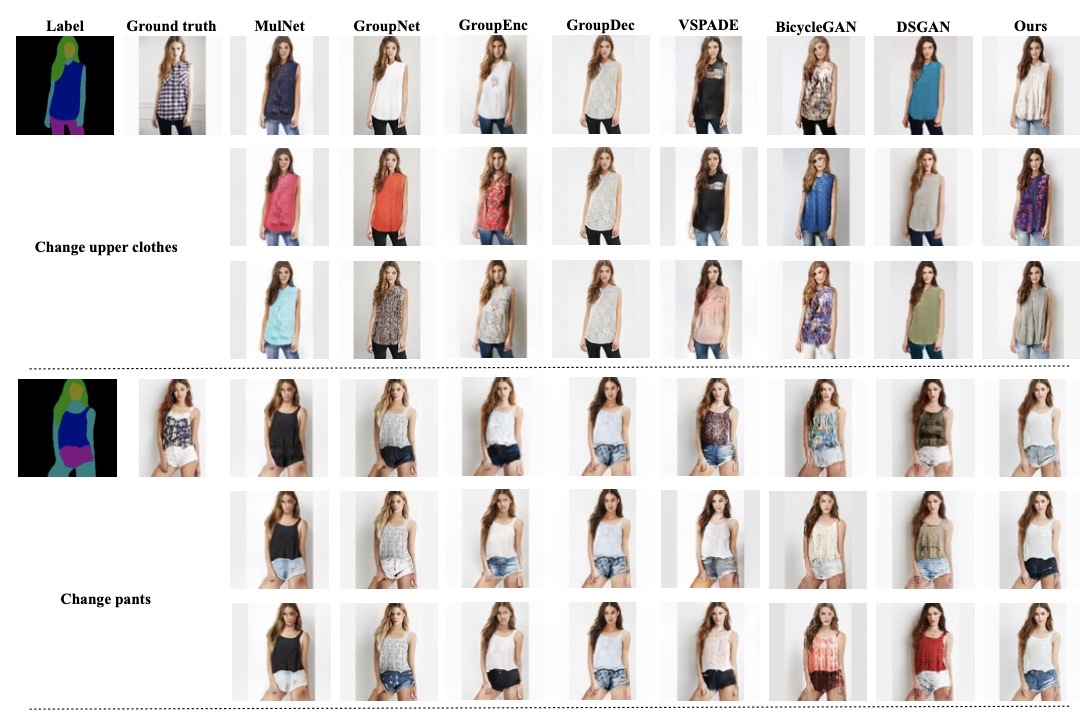 Label Ground truth MulNet GroupNet GroupEnc GroupDec VSPADE BicycleGAN DSGAN Ours
Change upper clothes
Change pants